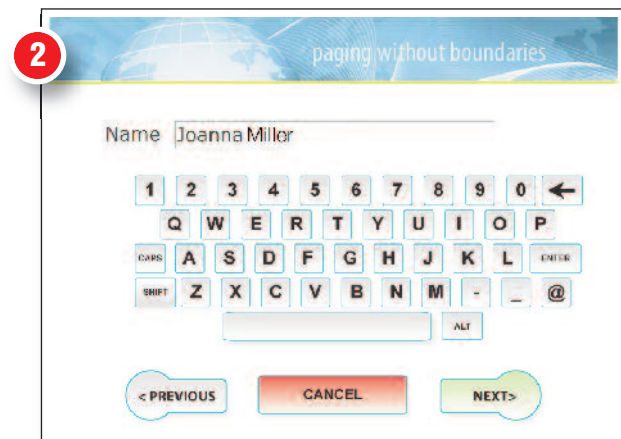 2
paging without boundaries
Name Joanna Miller
1 2 3 4 5 6 7 8 9 0 ←
Q W E R T Y U I O P
CAPS A S D F G H J K L ENTER
SHIFT Z X C V B N M - _ @
ALT
< PREVIOUS CANCEL NEXT>